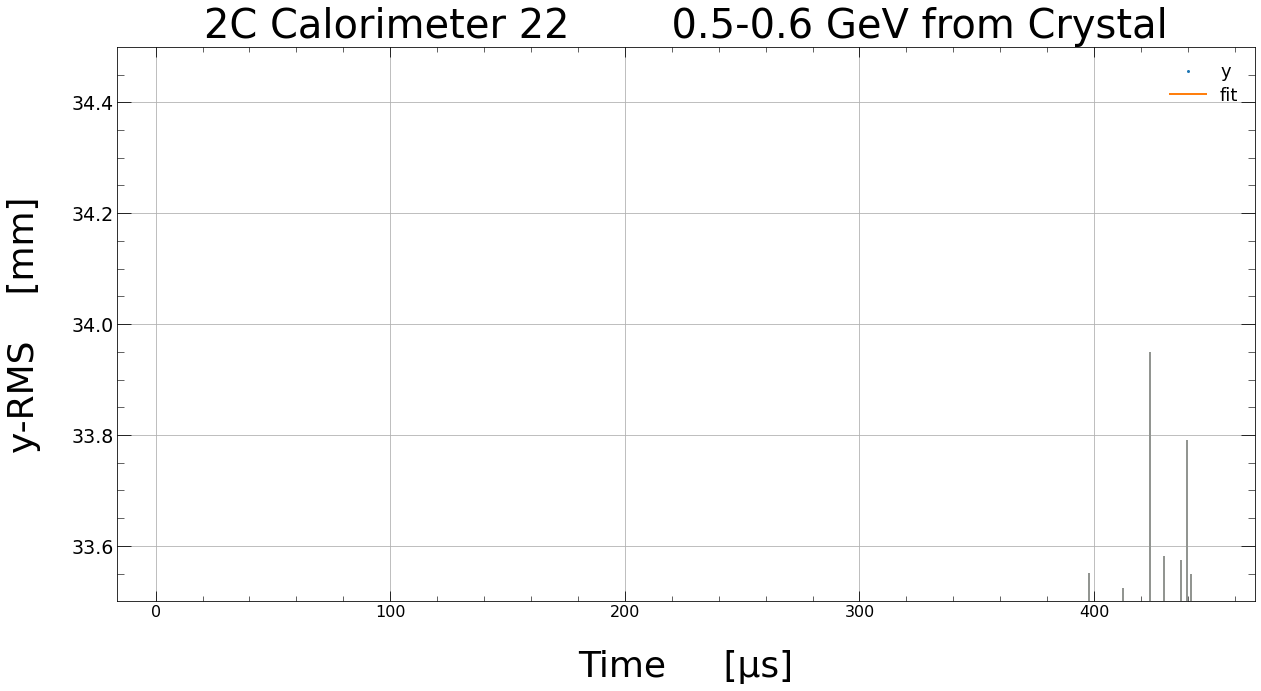 2C Calorimeter 22 0.5-0.6 GeV from Crystal
y
fit
34.4
34.2
34.0
33.8
33.6
y-RMS [mm]
0 100 200 300 400
Time [μs]